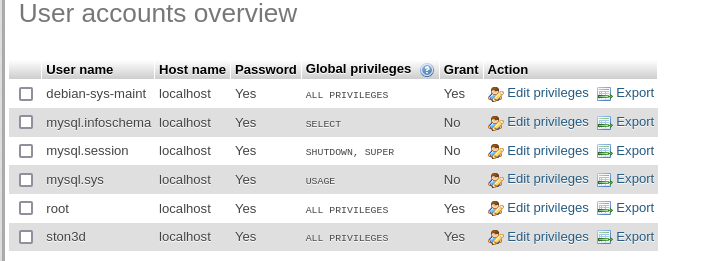 User accounts overview
User name Host name Password Global privileges Grant Action
debian-sys-maint localhost Yes ALL PRIVILEGES Yes Edit privileges Export
mysql.infoschema localhost Yes SELECT No Edit privileges Export
mysql.session localhost Yes SHUTDOWN, SUPER No Edit privileges Export
mysql.sys localhost Yes USAGE No Edit privileges Export
root localhost Yes ALL PRIVILEGES Yes Edit privileges Export
ston3d localhost Yes ALL PRIVILEGES Yes Edit privileges Export